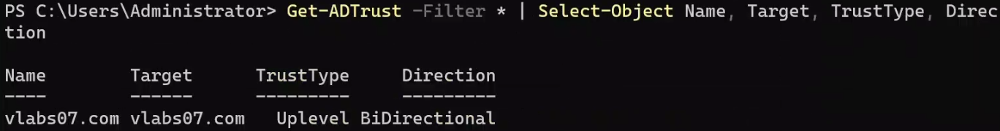 PS C:\Users\Administrator> Get-ADTrust -Filter * | Select-Object Name, Target, TrustType, Direc
tion
Name        Target      TrustType     Direction
----        ------      ---------     ---------
vlabs07.com vlabs07.com   Uplevel BiDirectional